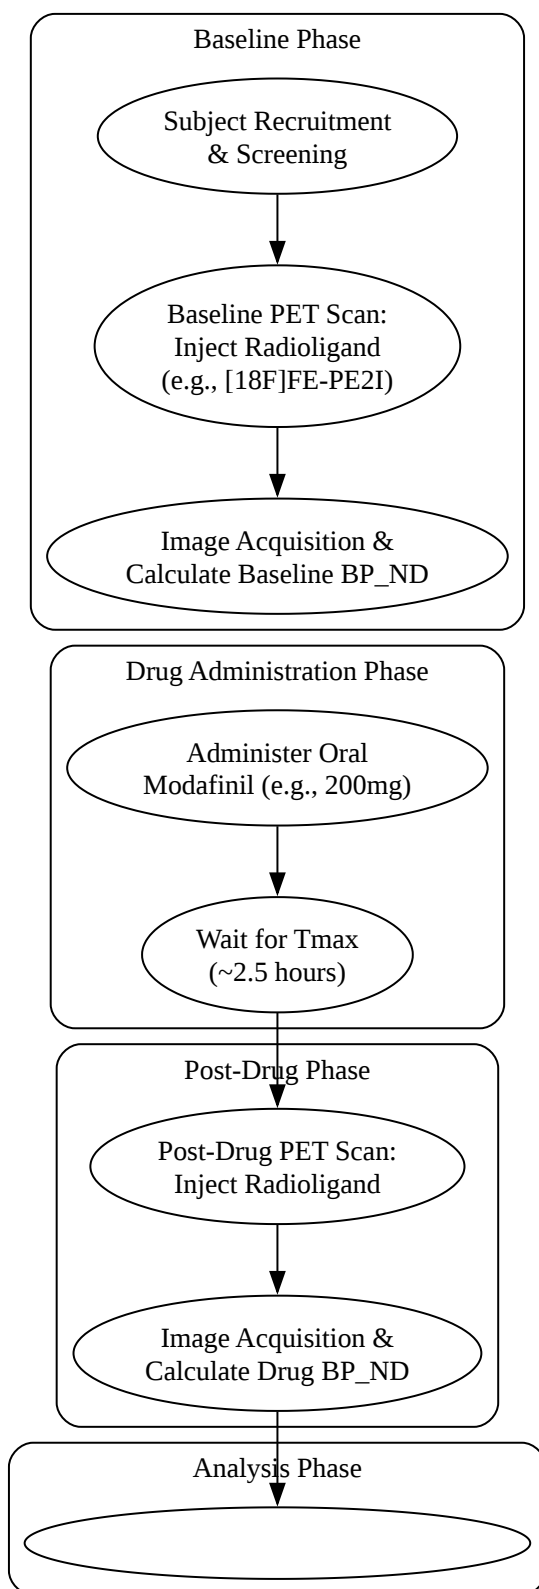 Baseline Phase
Subject Recruitment
& Screening
Baseline PET Scan:
Inject Radioligand
(e.g., [18F]FE-PE2I)
Image Acquisition &
Calculate Baseline BP_ND
Drug Administration Phase
Administer Oral
Modafinil (e.g., 200mg)
Wait for Tmax
(~2.5 hours)
Post-Drug Phase
Post-Drug PET Scan:
Inject Radioligand
Image Acquisition &
Calculate Drug BP_ND
Analysis Phase